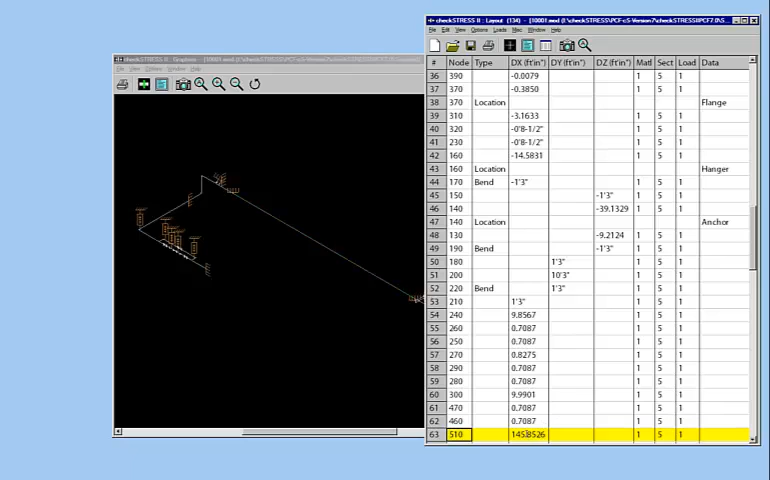 checkSTRESS II : Layout (134) - [10001.mod (I:\checkSTRESS\PCF-cS-Version7\checkSTRESSIIPCF7.0\S...
File Edit View Options Loads Misc Window Help
# Node Type DX (ft'in") DY (ft'in") DZ (ft'in") Matl Sect Load Data
36 390 -0.0079 1 5 1
37 370 -0.3850 1 5 1
38 370 Location Flange
39 310 -3.1633 1 5 1
40 320 -0'8-1/2" 1 5 1
41 230 -0'8-1/2" 1 5 1
42 160 -14.5831 1 5 1
43 160 Location Hanger
44 170 Bend -1'3" 1 5 1
45 150 -1'3" 1 5 1
46 140 -39.1329 1 5 1
47 140 Location Anchor
48 130 -9.2124 1 5 1
49 190 Bend -1'3" 1 5 1
50 180 1'3" 1 5 1
51 200 10'3" 1 5 1
52 220 Bend 1'3" 1 5 1
53 210 1'3" 1 5 1
54 240 9.8567 1 5 1
55 260 0.7087 1 5 1
56 250 0.7087 1 5 1
57 270 0.8275 1 5 1
58 290 0.7087 1 5 1
59 280 0.7087 1 5 1
60 300 9.9901 1 5 1
61 470 0.7087 1 5 1
62 460 0.7087 1 5 1
63 510 145.8526 1 5 1